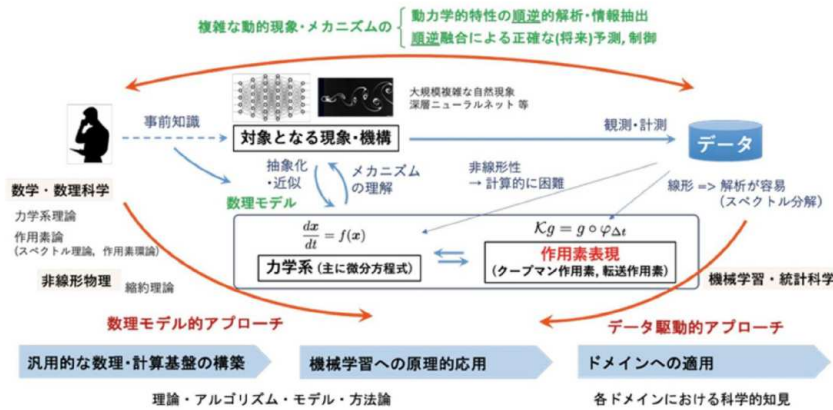 複雑な動的現象・メカニズムの
動力学的特性の順逆的解析・情報抽出
順逆融合による正確な(将来)予測, 制御
事前知識
大規模複雑な自然現象
深層ニューラルネット 等
対象となる現象・機構
観測・計測
データ
抽象化
・近似
メカニズム
の理解
非線形性
→ 計算的に困難
線形 => 解析が容易
(スペクトル分解)
数学・数理科学
力学系理論
作用素論
(スペクトル理論, 作用素環論)
非線形物理
縮約理論
数理モデル
dx/dt = f(x)
力学系 (主に微分方程式)
Kg = g ∘ φΔt
作用素表現
(クープマン作用素, 転送作用素)
機械学習・統計科学
数理モデル的アプローチ
データ駆動的アプローチ
汎用的な数理・計算基盤の構築
機械学習への原理的応用
ドメインへの適用
理論・アルゴリズム・モデル・方法論
各ドメインにおける科学的知見